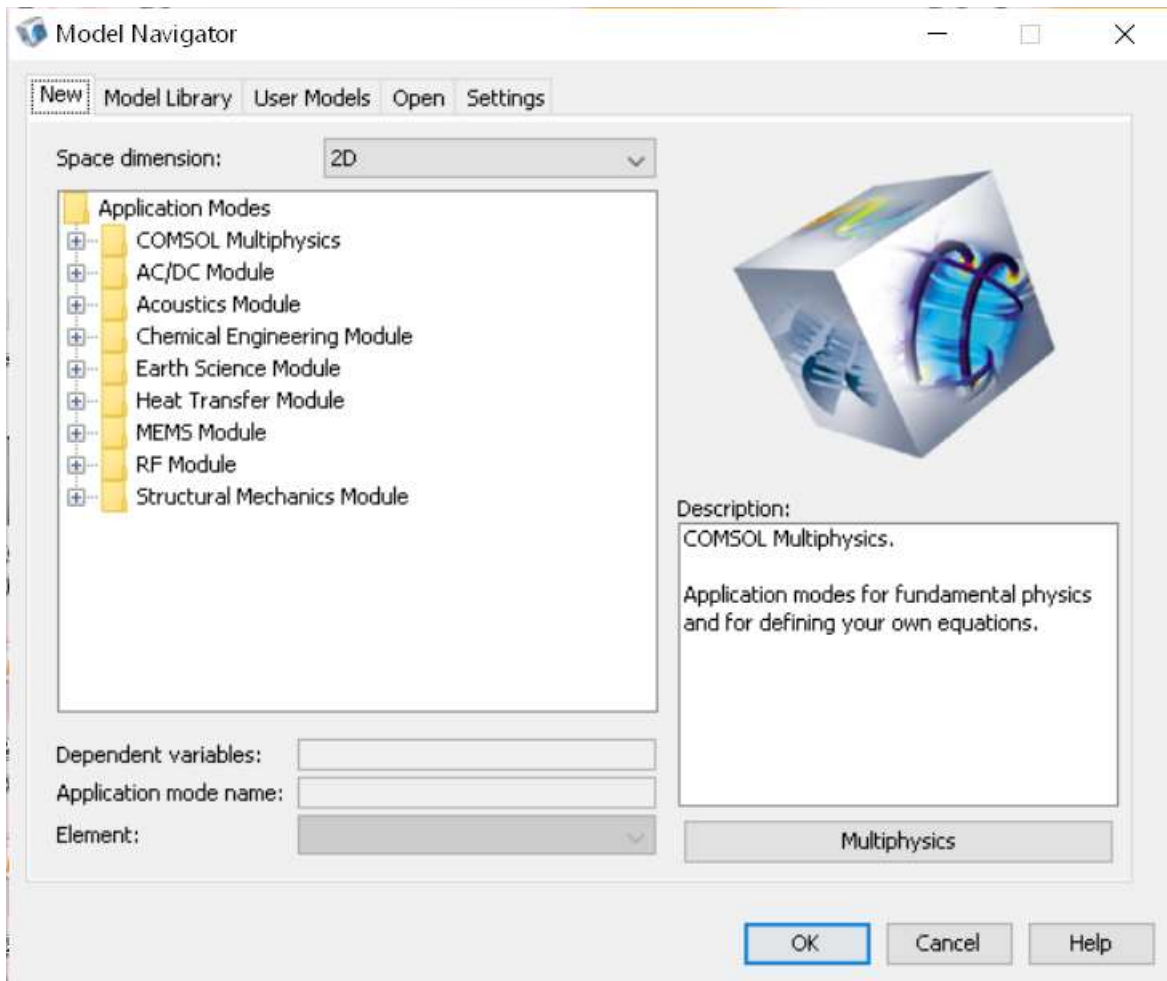 Model Navigator
New Model Library User Models Open Settings
Space dimension: 2D
Application Modes
COMSOL Multiphysics
AC/DC Module
Acoustics Module
Chemical Engineering Module
Earth Science Module
Heat Transfer Module
MEMS Module
RF Module
Structural Mechanics Module
Description:
COMSOL Multiphysics.
Application modes for fundamental physics
and for defining your own equations.
Dependent variables:
Application mode name:
Element:
Multiphysics
OK Cancel Help